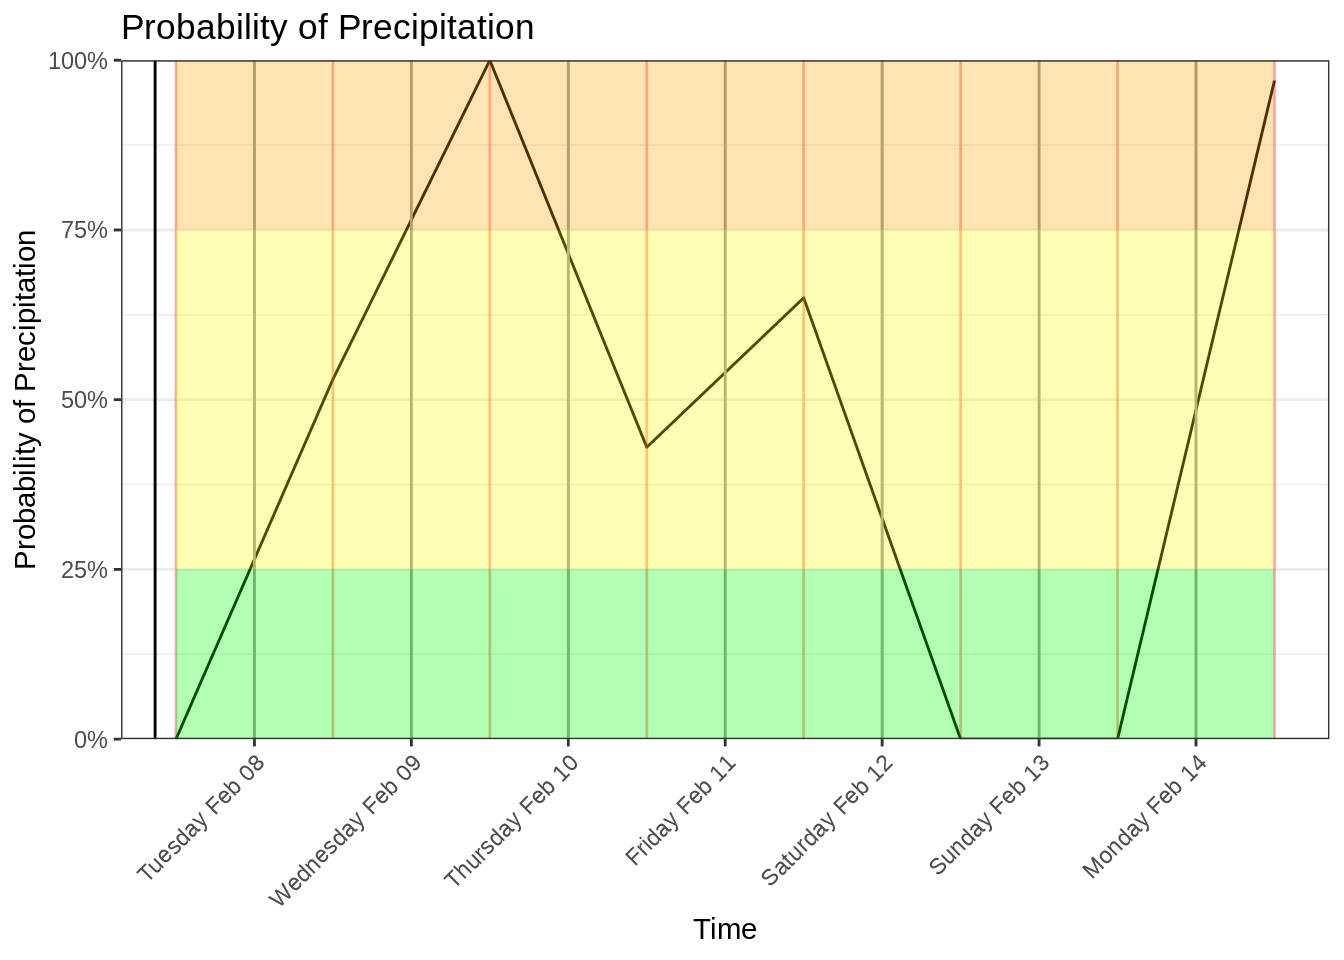 Probability of Precipitation
Probability of Precipitation
100%
75%
50%
25%
0%
Tuesday Feb 08
Wednesday Feb 09
Thursday Feb 10
Friday Feb 11
Saturday Feb 12
Sunday Feb 13
Monday Feb 14
Time